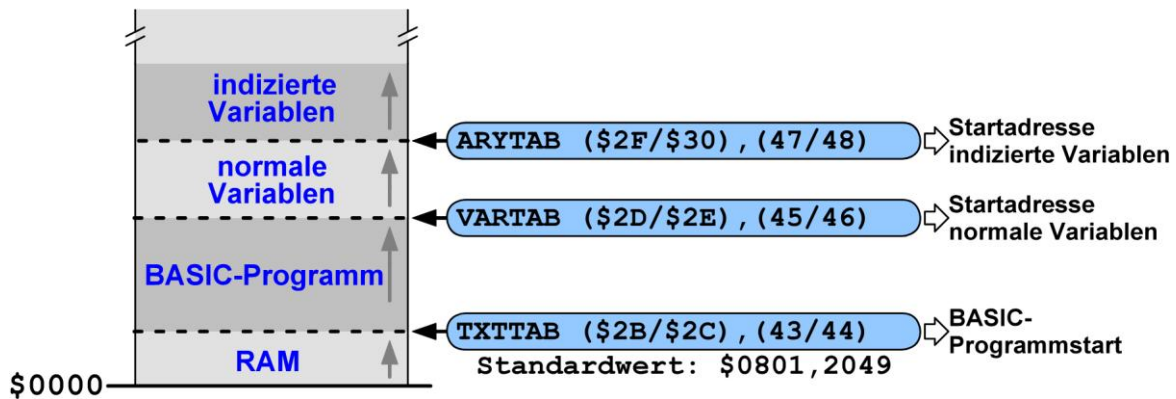 indizierte
Variablen
ARYTAB ($2F/$30),(47/48)
Startadresse
indizierte Variablen
normale
Variablen
VARTAB ($2D/$2E),(45/46)
Startadresse
normale Variablen
BASIC-Programm
TXTTAB ($2B/$2C),(43/44)
BASIC-
Programmstart
RAM
Standardwert: $0801,2049
$0000